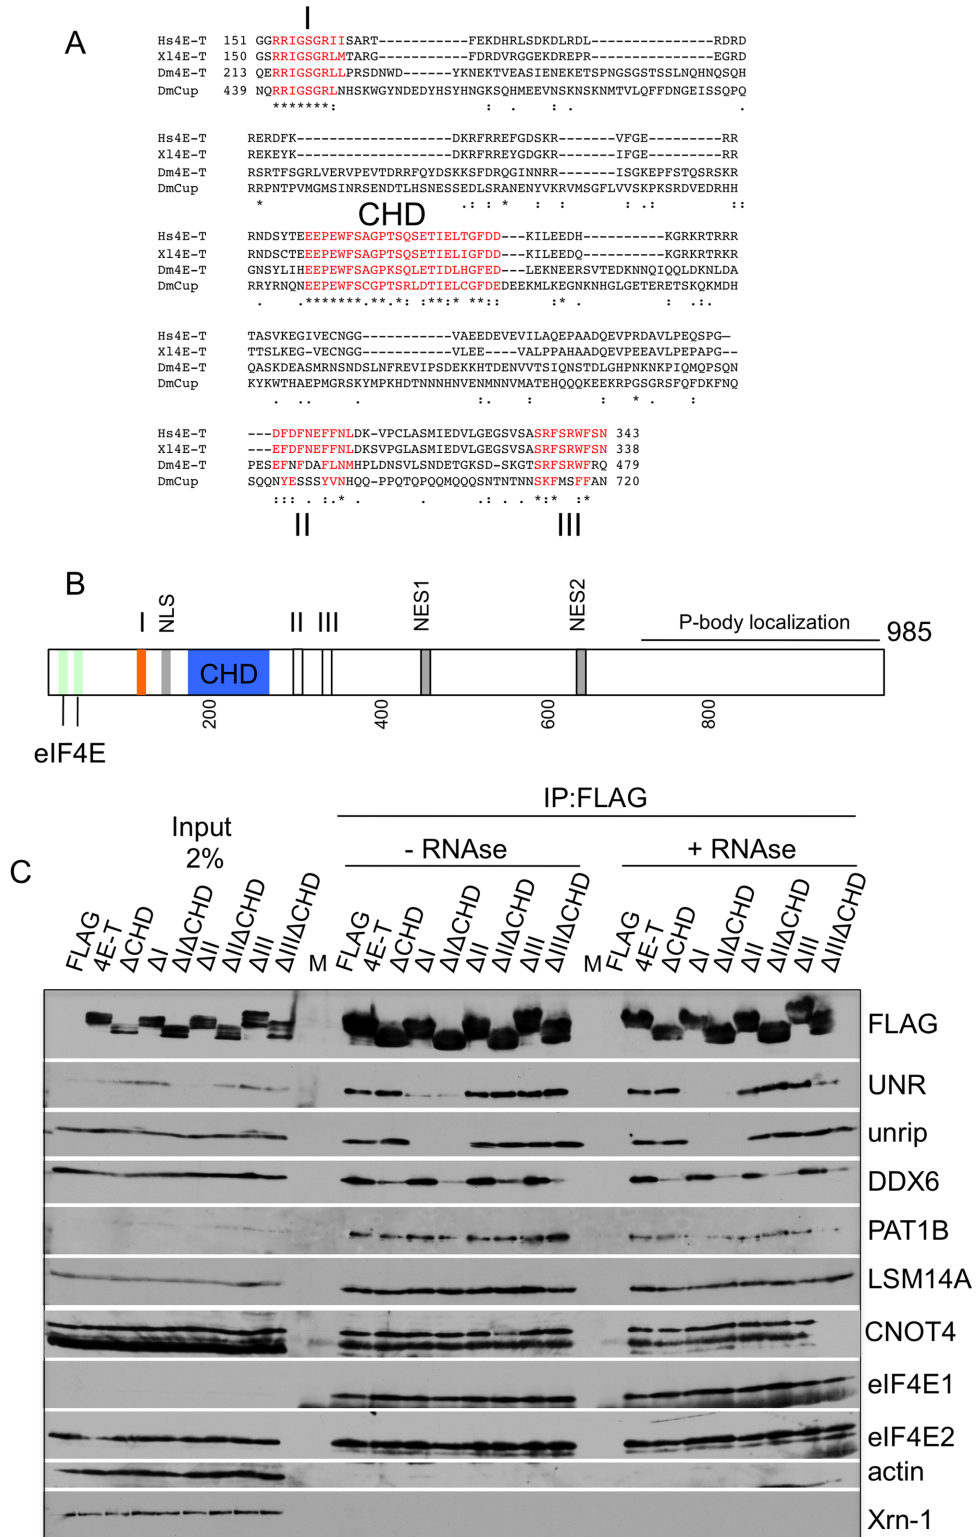 A
I
Hs4E-T 151 GGRRIGSGRIISART-----------FEKDHRLSDKDLRDL---------------RDRD
Xl4E-T 150 GSRRIGSGRLMTARG-----------FDRDVRGGEKDREPR---------------EGRD
Dm4E-T 213 QERRIGSGRLLPRSDNWD------YKNEKTVEASIENEKETSPNGSGSTSSLNQHNQSQH
DmCup 439 NQRRIGSGRLNHSKWGYNDEDYHSYHNGKSQHMEEVNSKNSKNMTVLQFFDNGEISSQPQ
*******: : . : . .
Hs4E-T RERDFK-------------------DKRFRREFGDSKR-------VFGE---------RR
Xl4E-T REKEYK-------------------DKRFRREYGDGKR-------IFGE---------RR
Dm4E-T RSRTFSGRLVERVPEVTDRRFQYDSKKSFDRQGINNRR-------ISGKEPFSTQSRSKR
DmCup RRPNTPVMGMSINRSENDTLHSNESSEDLSRANENYVKRVMSGFLVVSKPKSRDVEDRHH
* .: : * : : : .: ::
CHD
Hs4E-T RNDSYTEEEPEWFSAGPTSQSETIELTGFDD---KILEEDH----------KGRKRTRRR
Xl4E-T RNDSCTEEEPEWFSAGPTSQSETIELIGFDD---KILEEDQ----------KGRKRTRKR
Dm4E-T GNSYLIHEEPEWFSAGPKSQLETIDLHGFED---LEKNEERSVTEDKNNQIQQLDKNLDA
DmCup RRYRNQNEEPEWFSCGPTSRLDTIELCGFDEDEEKMLKEGNKNHGLGETERETSKQKMDH
. . *******.**.*: :**:* **:: :* : . :.:
Hs4E-T TASVKEGIVECNGG-----------VAEEDEVEVILAQEPAADQEVPRDAVLPEQSPG–
Xl4E-T TTSLKEG-VECNGG-----------VLEE----VALPPAHAADQEVPEEAVLPEPAPG--
Dm4E-T QASKDEASMRNSNDSLNFREVIPSDEKKHTDENVVTSIQNSTDLGHPNKNKPIQMQPSQN
DmCup KYKWTHAEPMGRSKYMPKHDTNNNHNVENMNNVMATEHQQQKEEKRPGSGRSFQFDKFNQ
. .. . :. : : * . :
Hs4E-T ---DFDFNEFFNLDK-VPCLASMIEDVLGEGSVSASRFSRWFSN 343
Xl4E-T ---EFDFNEFFNLDKSVPGLASMIEDVLGEGSVSASRFSRWFSN 338
Dm4E-T PESEFNFDAFLNMHPLDNSVLSNDETGKSD-SKGTSRFSRWFRQ 479
DmCup SQQNYESSSYVNHQQ-PPQTQPQQMQQQSNTNTNNSKFMSFFAN 720
II
III
B
I
NLS
II
III
NES1
NES2
P-body localization
985
CHD
200
400
600
800
eIF4E
C
IP:FLAG
Input
2%
- RNAse
+ RNAse
FLAG 4E-T ΔCHD ΔI ΔIΔCHD ΔII ΔIIΔCHD ΔIII ΔIIIΔCHD M FLAG 4E-T ΔCHD ΔI ΔIΔCHD ΔII ΔIIΔCHD ΔIII ΔIIIΔCHD M FLAG 4E-T ΔCHD ΔI ΔIΔCHD ΔII ΔIIΔCHD ΔIII ΔIIIΔCHD
FLAG
UNR
unrip
DDX6
PAT1B
LSM14A
CNOT4
eIF4E1
eIF4E2
actin
Xrn-1